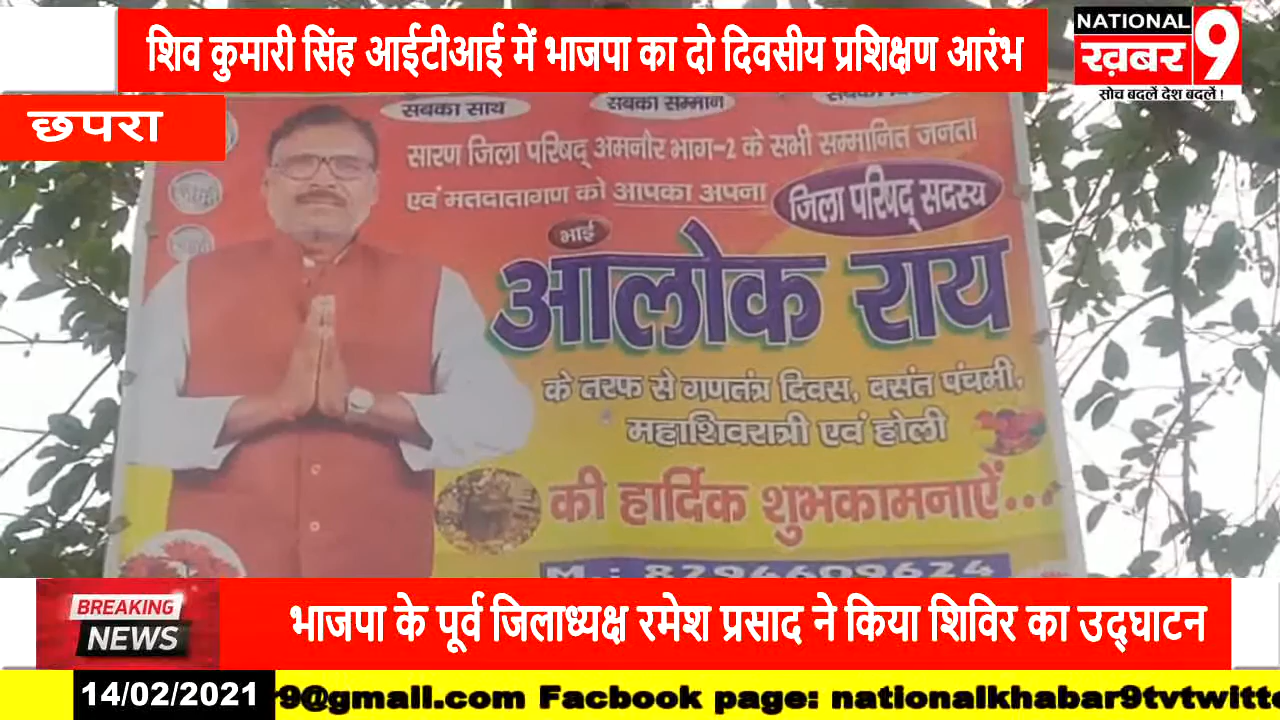 शिव कुमारी सिंह आईटीआई में भाजपा का दो दिवसीय प्रशिक्षण आरंभ
NATIONAL
ख़बर 9
सोच बदलें देश बदलें !
छपरा
सबका साथ
सबका सम्मान
सारण जिला परिषद् अमनौर भाग-2 के सभी सम्मानित जनता
एवं मतदातागण को आपका अपना
जिला परिषद् सदस्य
भाई
आलोक राय
के तरफ से गणतंत्र दिवस, बसंत पंचमी,
महाशिवरात्री एवं होली
की हार्दिक शुभकामनाऐं...
M.: 8294609624
BREAKING
NEWS
भाजपा के पूर्व जिलाध्यक्ष रमेश प्रसाद ने किया शिविर का उद्घाटन
14/02/2021
r9@gmail.com Facbook page: nationalkhabar9tvtwitte